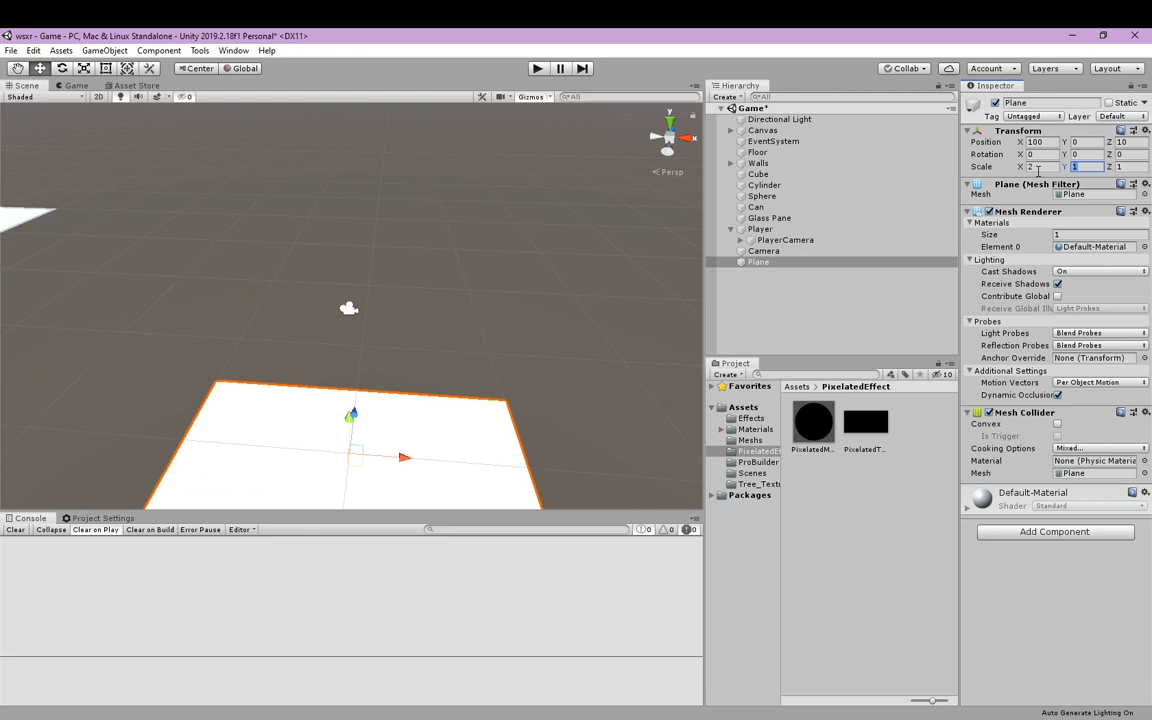 wsxr - Game - PC, Mac & Linux Standalone - Unity 2019.2.18f1 Personal* <DX11>
File Edit Assets GameObject Component Tools Window Help
Center Global Collab Account Layers Layout
Scene Game Asset Store
Shaded 2D 0 Gizmos All
y
x
Persp
Hierarchy
Create All
Game*
Directional Light
Canvas
EventSystem
Floor
Walls
Cube
Cylinder
Sphere
Can
Glass Pane
Player
PlayerCamera
Camera
Plane
Project
Create 10
Favorites
Assets
Effects
Materials
Meshes
PixelatedEf
ProBuilder
Scenes
Tree_Textu
Packages
Assets > PixelatedEffect
PixelatedM... PixelatedT...
Console Project Settings
Clear Collapse Clear on Play Clear on Build Error Pause Editor 0 0 0
Inspector
Plane Static
Tag Untagged Layer Default
Transform
Position X 100 Y 0 Z 10
Rotation X 0 Y 0 Z 0
Scale X 2 Y 1 Z 1
Plane (Mesh Filter)
Mesh Plane
Mesh Renderer
Materials
Size 1
Element 0 Default-Material
Lighting
Cast Shadows On
Receive Shadows
Contribute Global
Receive Global Illu Light Probes
Probes
Light Probes Blend Probes
Reflection Probes Blend Probes
Anchor Override None (Transform)
Additional Settings
Motion Vectors Per Object Motion
Dynamic Occlusion
Mesh Collider
Convex
Is Trigger
Cooking Options Mixed...
Material None (Physic Materia
Mesh Plane
Default-Material
Shader Standard
Add Component
Auto Generate Lighting On